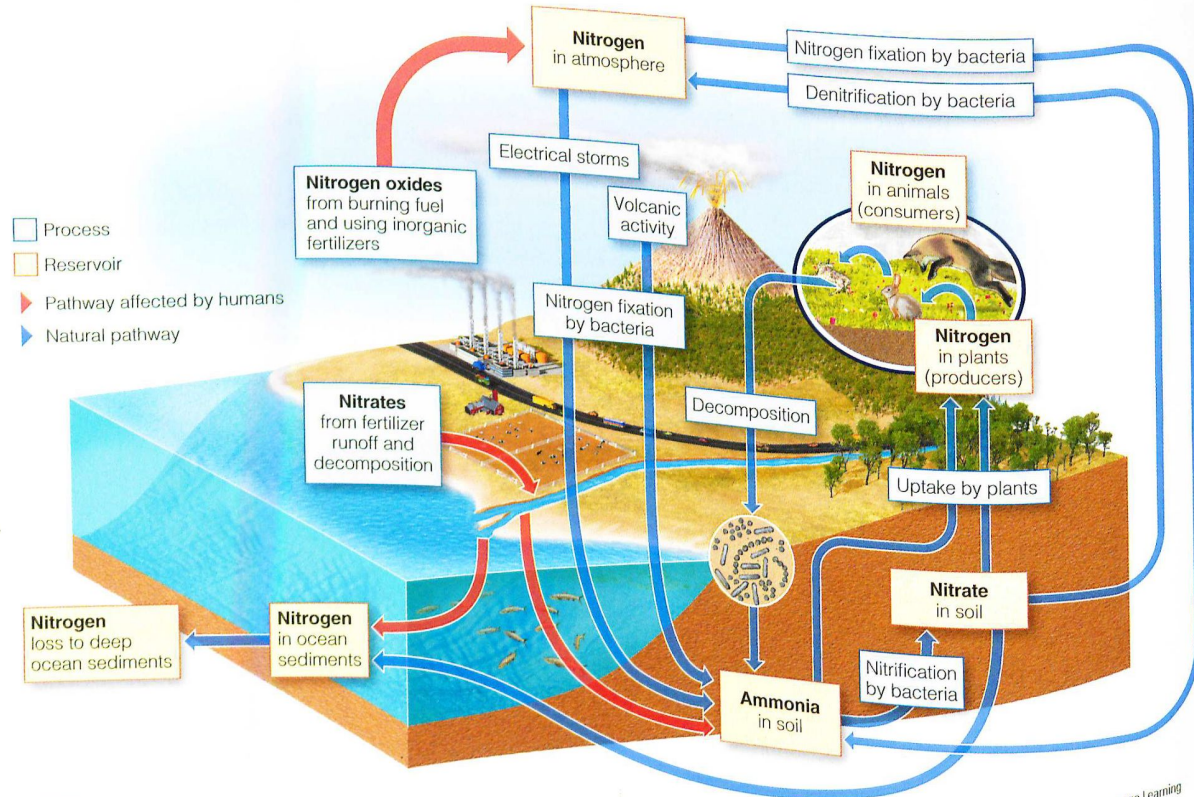 Nitrogen
in atmosphere
Nitrogen fixation by bacteria
Denitrification by bacteria
Electrical storms
Nitrogen oxides
from burning fuel
and using inorganic
fertilizers
Volcanic
activity
Nitrogen
in animals
(consumers)
Process
Reservoir
Pathway affected by humans
Natural pathway
Nitrogen fixation
by bacteria
Nitrogen
in plants
(producers)
Nitrates
from fertilizer
runoff and
decomposition
Decomposition
Uptake by plants
Nitrate
in soil
Nitrogen
loss to deep
ocean sediments
Nitrogen
in ocean
sediments
Nitrification
by bacteria
Ammonia
in soil
Learning